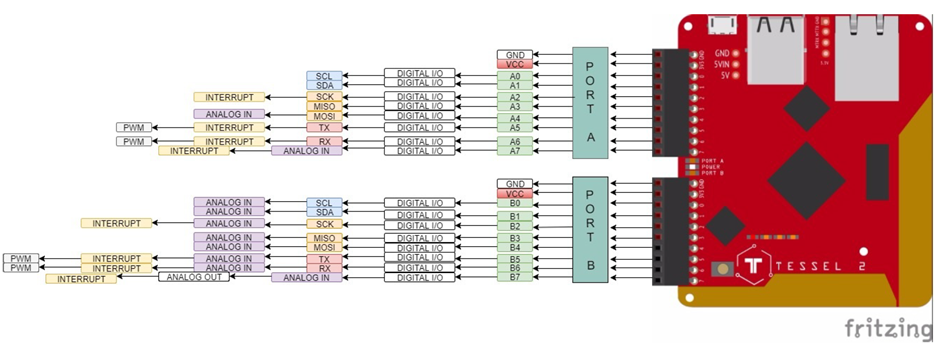 GND
VCC
SCL DIGITAL I/O A0
SDA DIGITAL I/O A1
INTERRUPT SCK DIGITAL I/O A2
MISO DIGITAL I/O A3
ANALOG IN MOSI DIGITAL I/O A4
PWM INTERRUPT TX DIGITAL I/O A5
PWM INTERRUPT RX DIGITAL I/O A6
INTERRUPT ANALOG IN DIGITAL I/O A7
PORT A
GND
5VIN
5V
PORT A
POWER
PORT B
GND
VCC
ANALOG IN SCL DIGITAL I/O B0
ANALOG IN SDA DIGITAL I/O B1
INTERRUPT ANALOG IN SCK DIGITAL I/O B2
ANALOG IN MISO DIGITAL I/O B3
ANALOG IN MOSI DIGITAL I/O B4
PWM INTERRUPT ANALOG IN TX DIGITAL I/O B5
PWM INTERRUPT ANALOG IN RX DIGITAL I/O B6
INTERRUPT ANALOG OUT ANALOG IN DIGITAL I/O B7
PORT B
TESSEL 2
fritzing